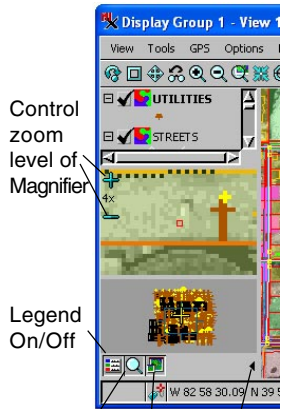 Display Group 1 - View 1
View Tools GPS Options
UTILITIES
STREETS
Control
zoom
level of
Magnifier
4x
Legend
On/Off
W 82 58 30.09 N 39 5